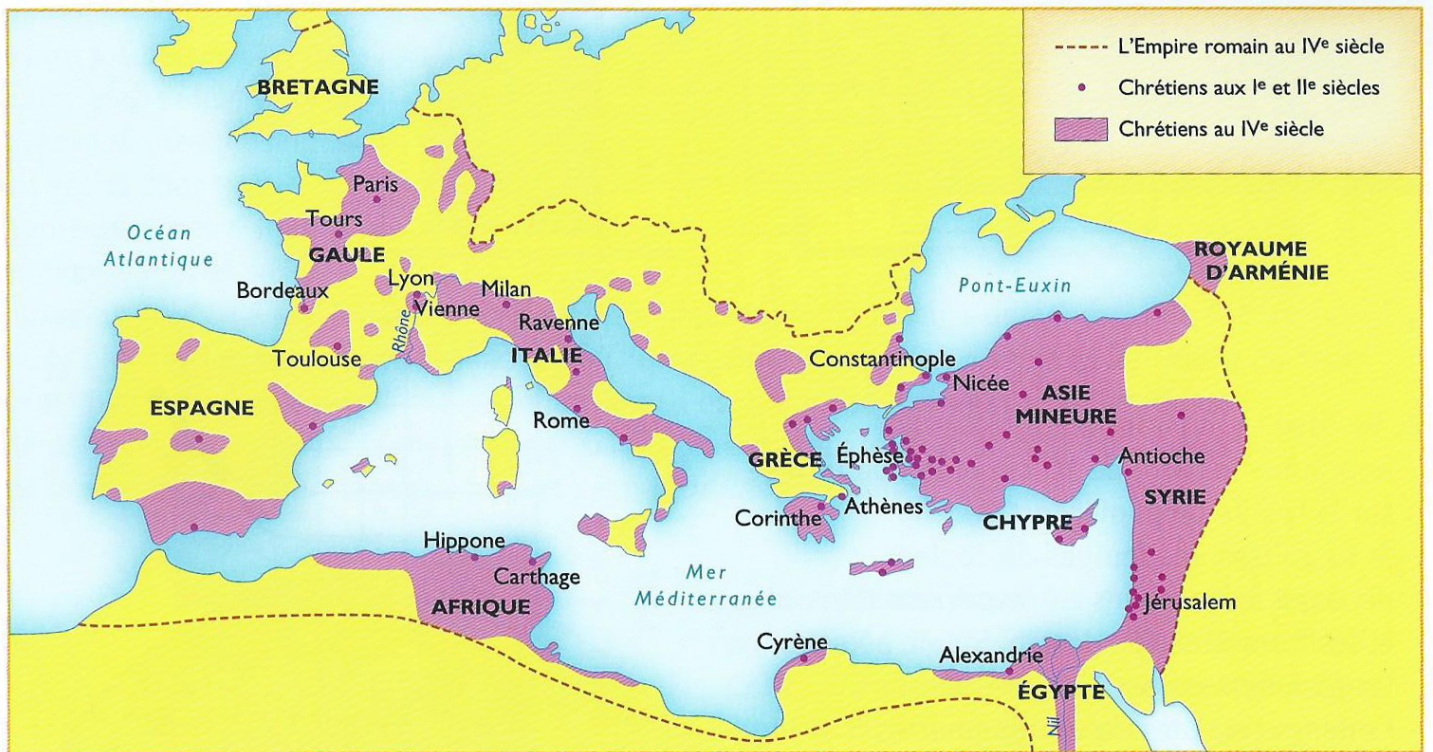 L'Empire romain au IVe siècle
Chrétiens aux Ie et IIe siècles
Chrétiens au IVe siècle
BRETAGNE
Paris
Tours
Océan
Atlantique
GAULE
ROYAUME
D'ARMÉNIE
Lyon
Bordeaux
Milan
Pont-Euxin
Vienne
Ravenne
Rhône
Toulouse
ITALIE
Constantinople
Nicée
ASIE
MINEURE
ESPAGNE
Rome
GRÈCE
Éphèse
Antioche
SYRIE
Corinthe
Athènes
CHYPRE
Hippone
Carthage
Mer
Méditerranée
AFRIQUE
Jérusalem
Cyrène
Alexandrie
ÉGYPTE
Nil